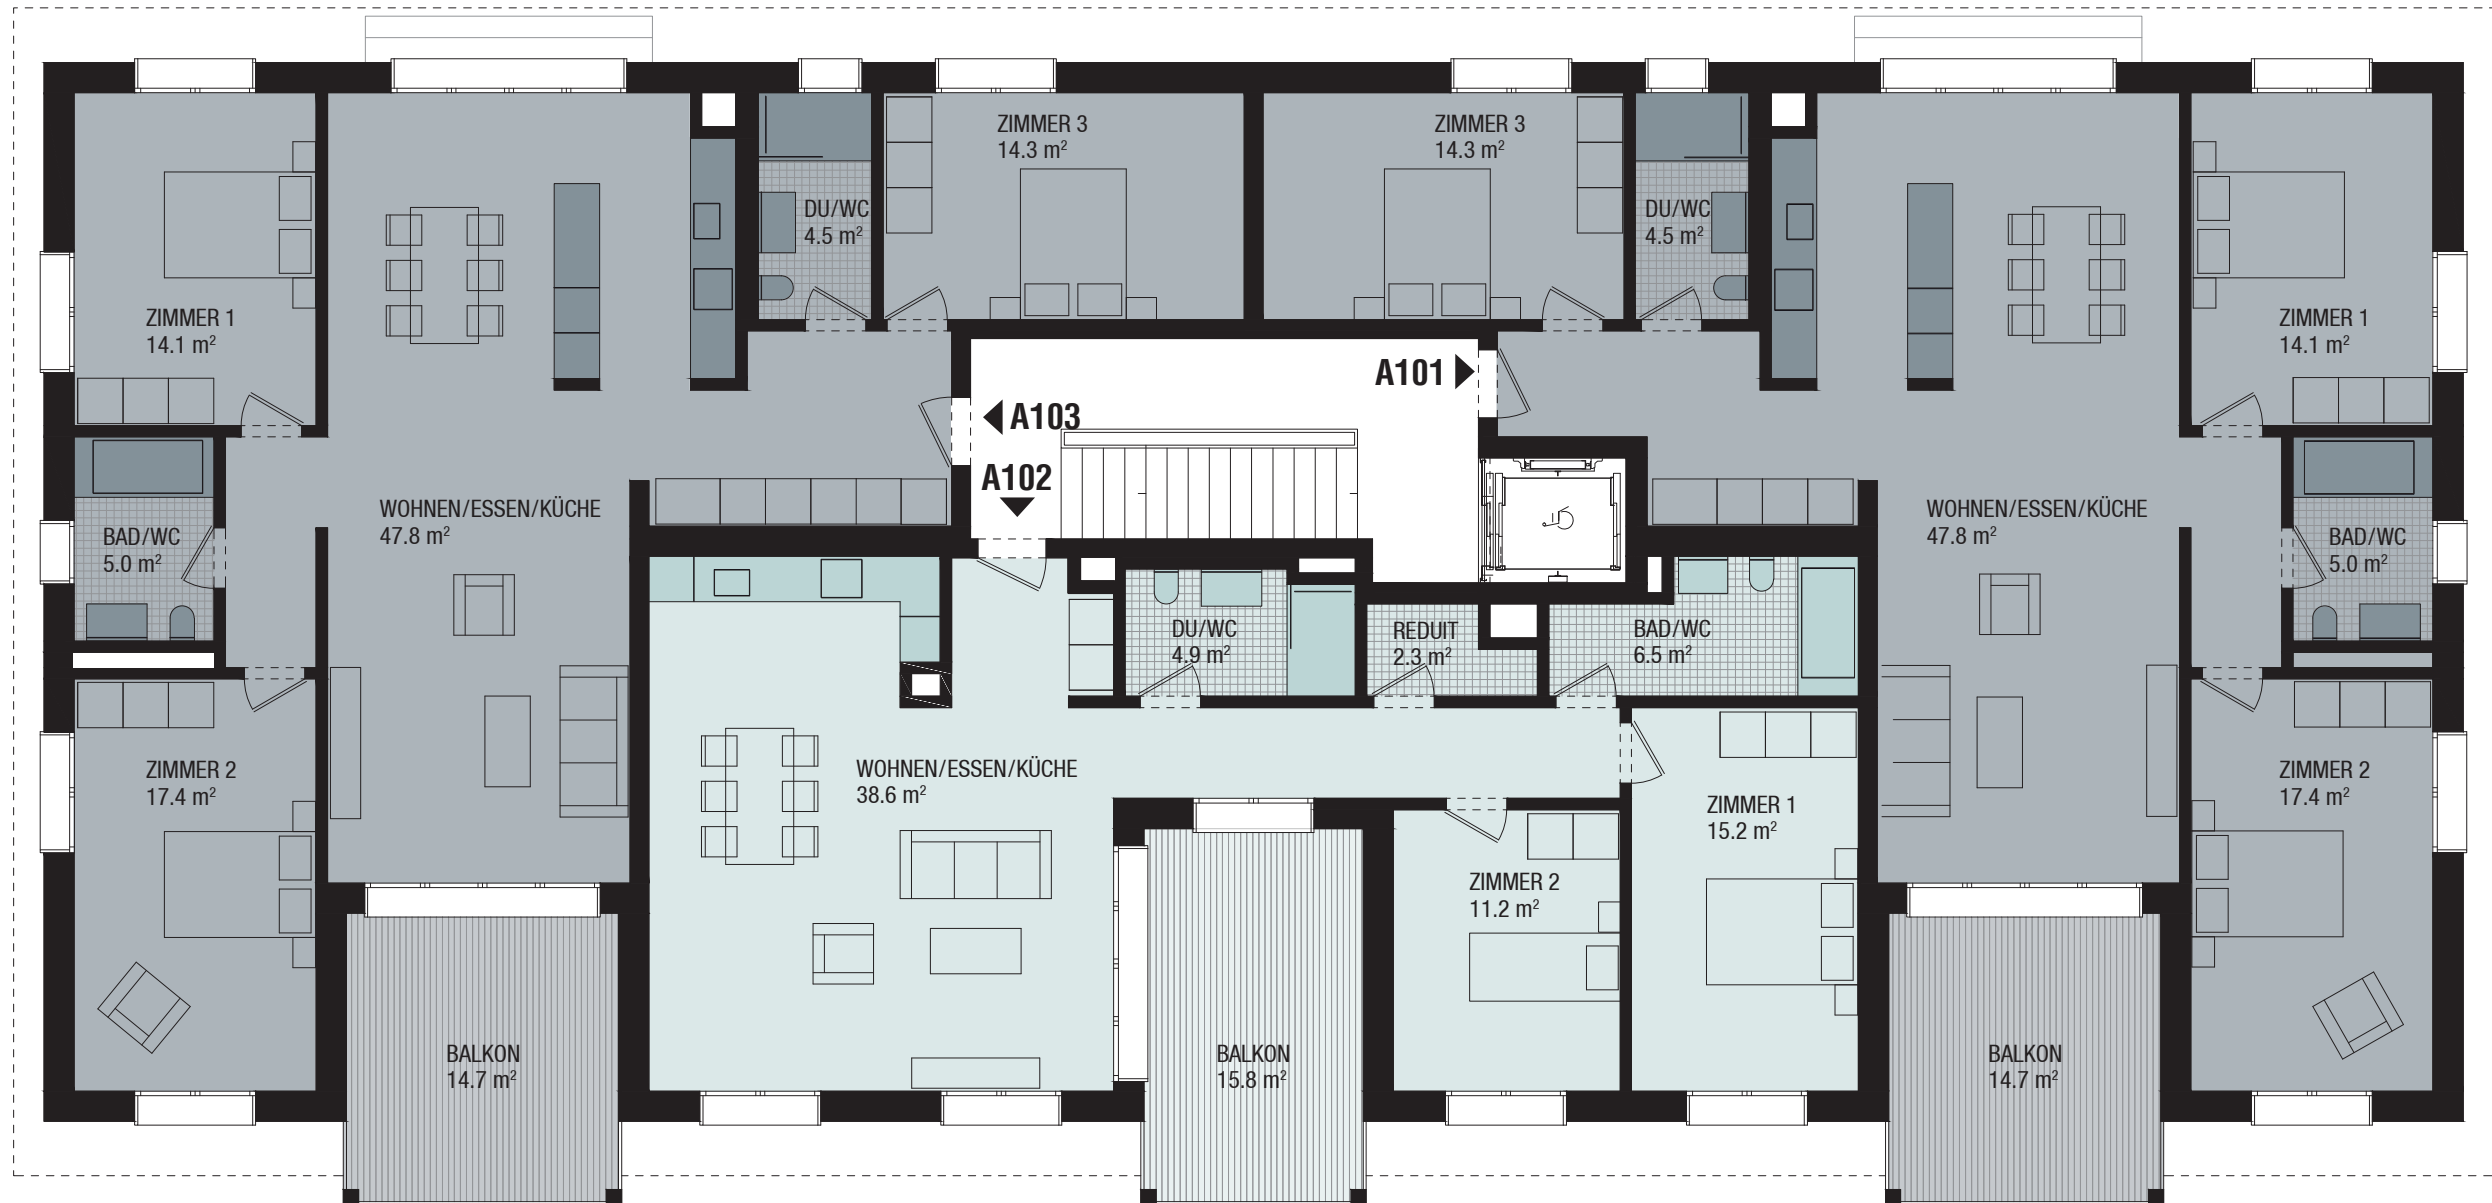 ZIMMER 3
14.3 m²
ZIMMER 3
14.3 m²
DU/WC
4.5 m²
DU/WC
4.5 m²
ZIMMER 1
14.1 m²
ZIMMER 1
14.1 m²
A101
A103
A102
WOHNEN/ESSEN/KÜCHE
47.8 m²
WOHNEN/ESSEN/KÜCHE
47.8 m²
BAD/WC
5.0 m²
BAD/WC
5.0 m²
DU/WC
4.9 m²
REDUIT
2.3 m²
BAD/WC
6.5 m²
ZIMMER 2
17.4 m²
WOHNEN/ESSEN/KÜCHE
38.6 m²
ZIMMER 1
15.2 m²
ZIMMER 2
17.4 m²
ZIMMER 2
11.2 m²
BALKON
14.7 m²
BALKON
15.8 m²
BALKON
14.7 m²